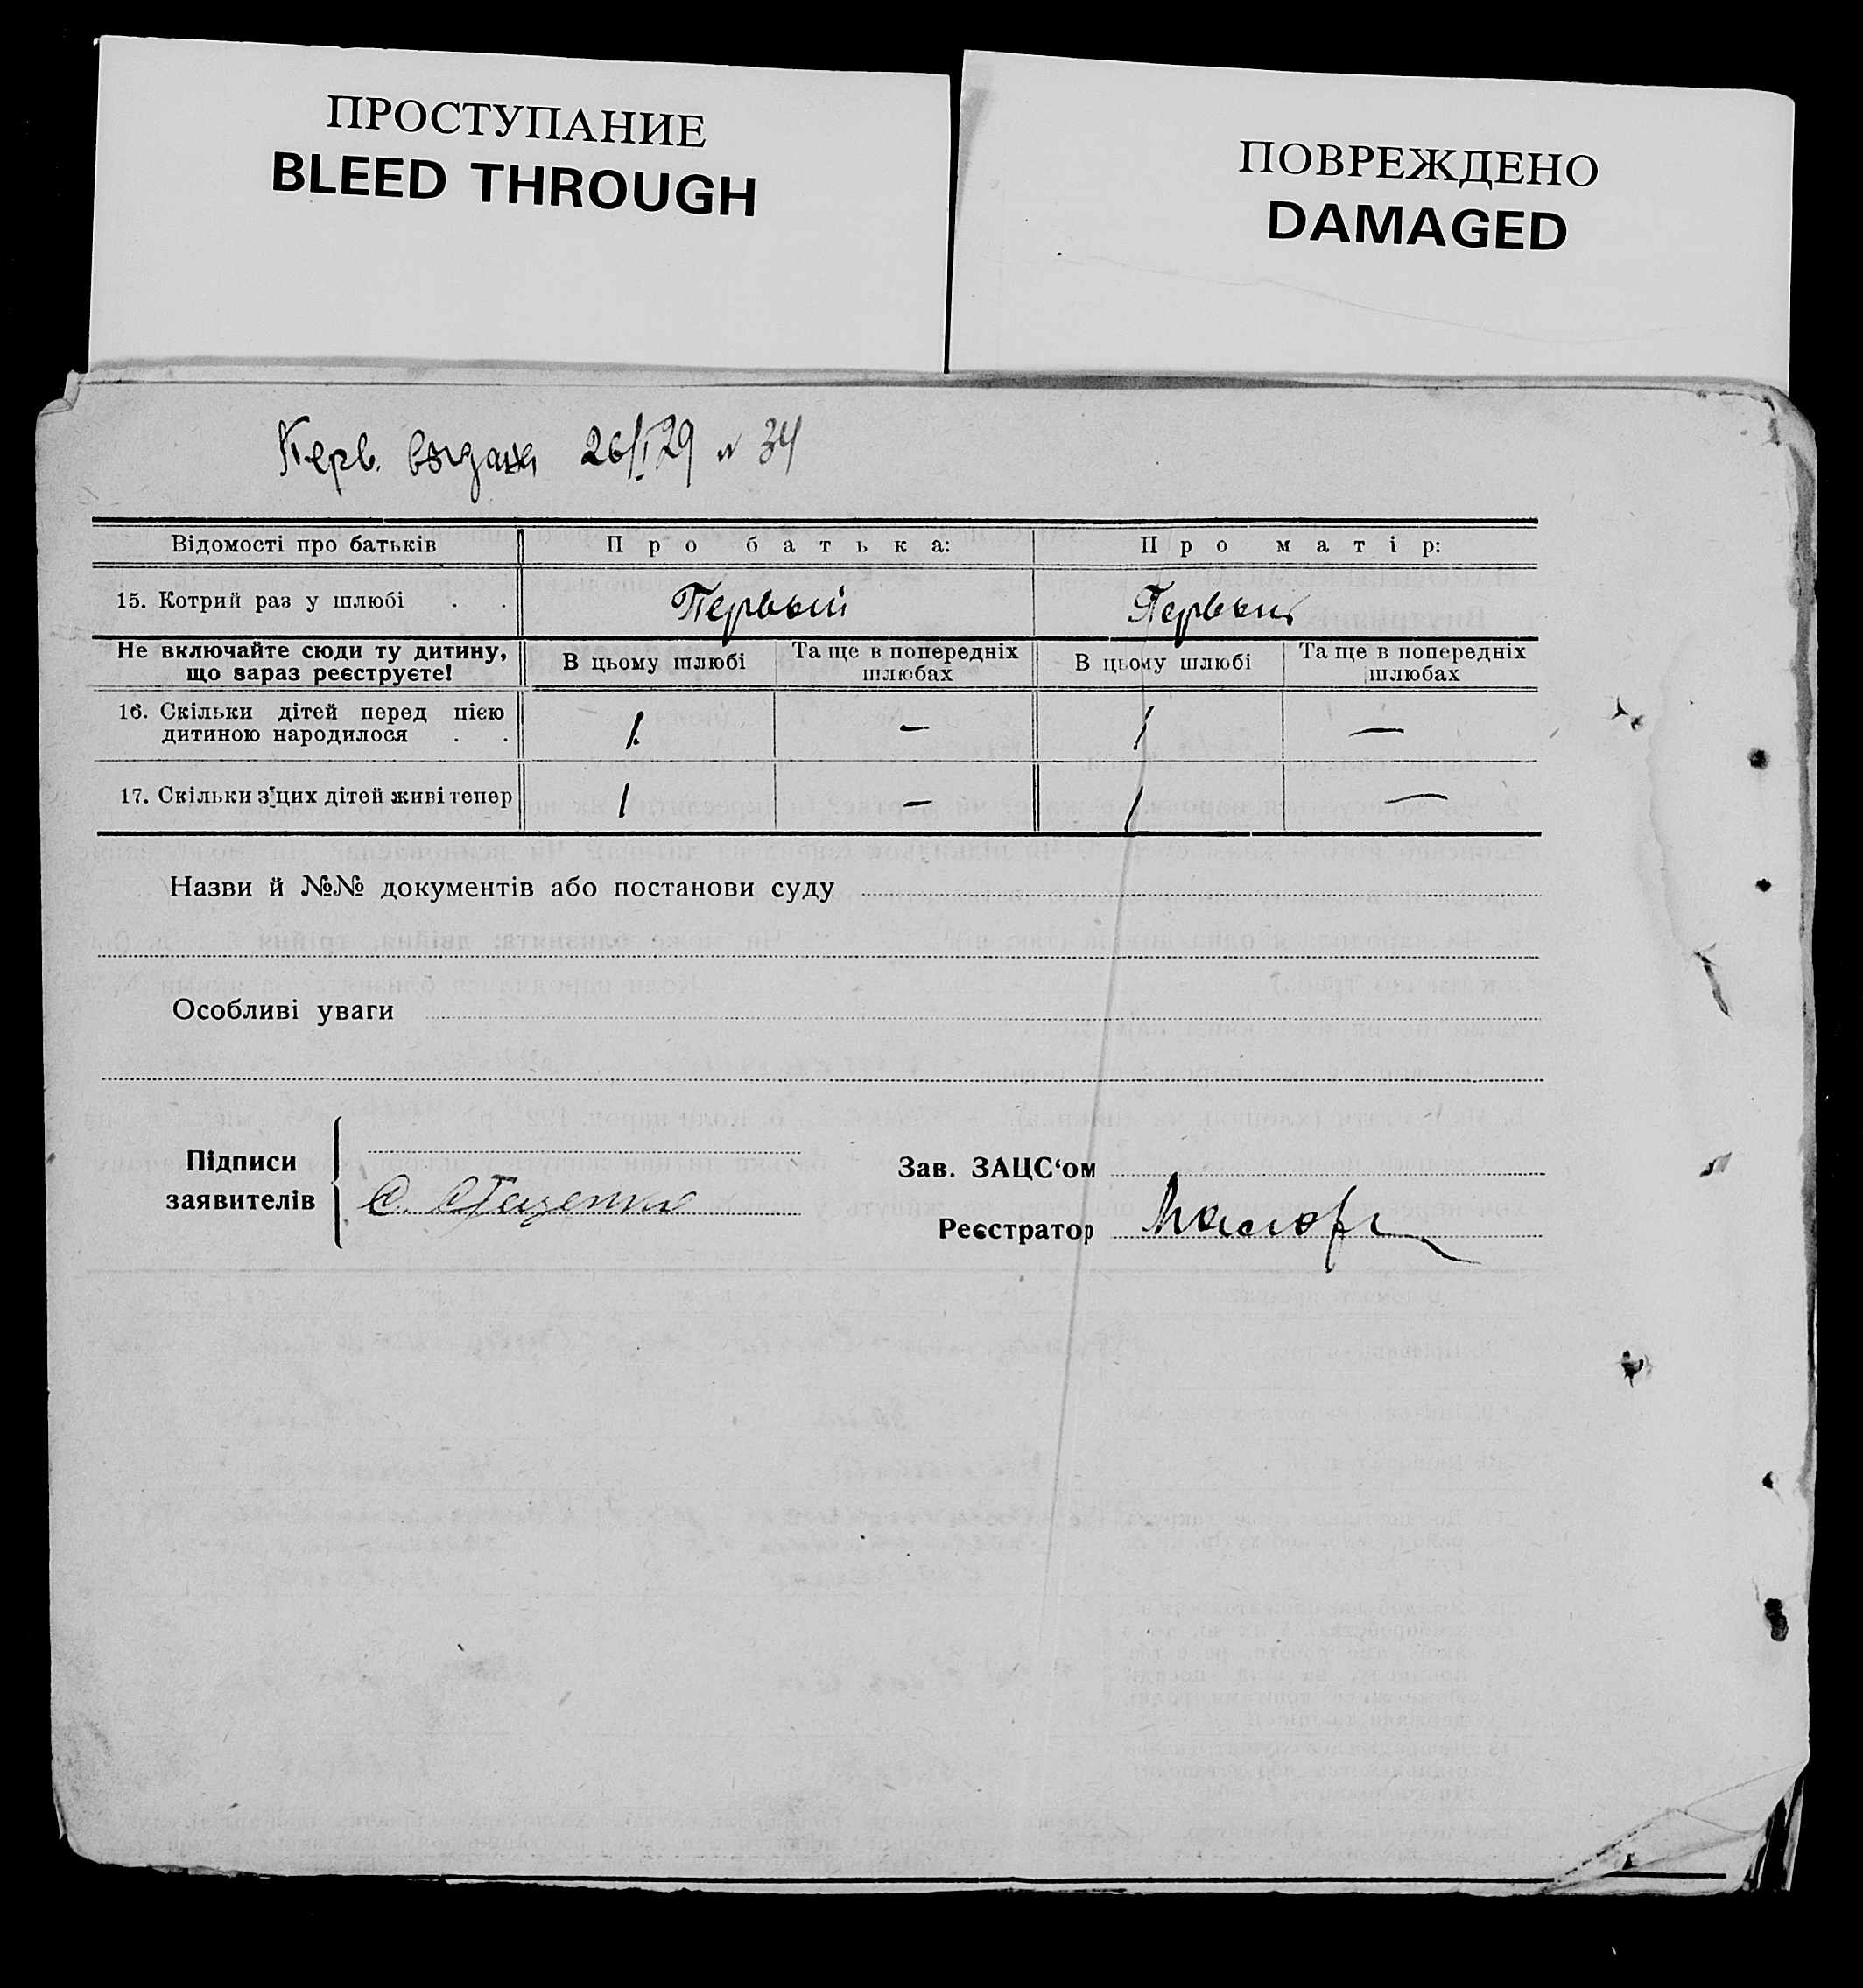 ПРОСТУПАНИЕ
BLEED THROUGH
ПОВРЕЖДЕНО
DAMAGED
выдана 26/I 29 № 34
Відомості про батьків Про батька: Про матір:
15. Котрий раз у шлюбі . . Первый Первый
Не включайте сюди ту дитину, що зараз реєструєте! В цьому шлюбі Та ще в попередніх шлюбах В цьому шлюбі Та ще в попередніх шлюбах
16. Скільки дітей перед цією дитиною народилося . . 1. — 1 —
17. Скільки з'цих дітей живі тепер 1 — 1 —
Назви й №№ документів або постанови суду
Особливі уваги
Підписи
заявителів
Зав. ЗАЦС‘ом
Реєстратор